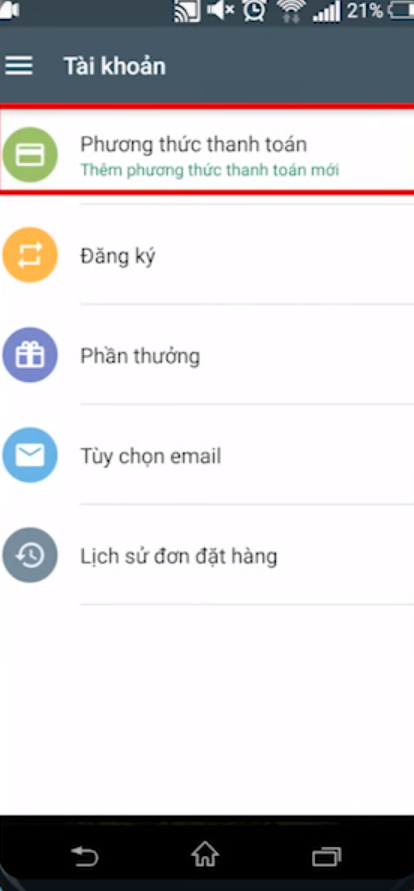 21%
Tài khoản
Phương thức thanh toán
Thêm phương thức thanh toán mới
Đăng ký
Phần thưởng
Tùy chọn email
Lịch sử đơn đặt hàng